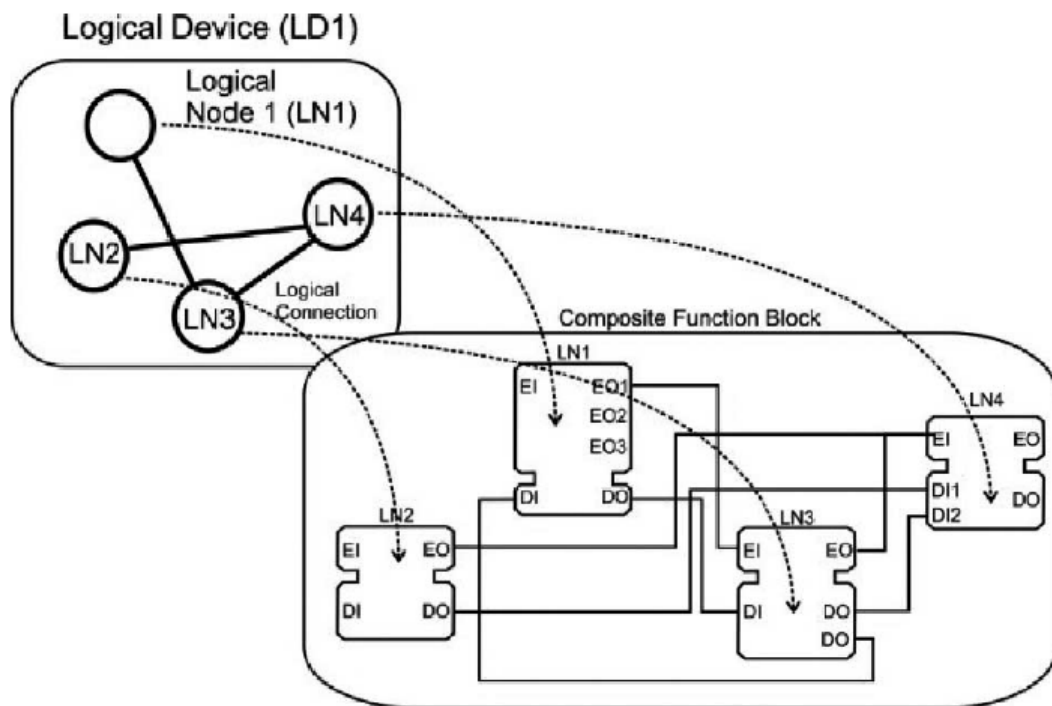 Logical Device (LD1)
Logical
Node 1 (LN1)
LN4
LN2
LN3
Logical
Connection
Composite Function Block
LN1
EI
EO1
EO2
EO3
DI
DO
LN4
EI
EO
DI1
DI2
DO
LN2
EI
EO
DI
DO
LN3
EI
EO
DI
DO
DO